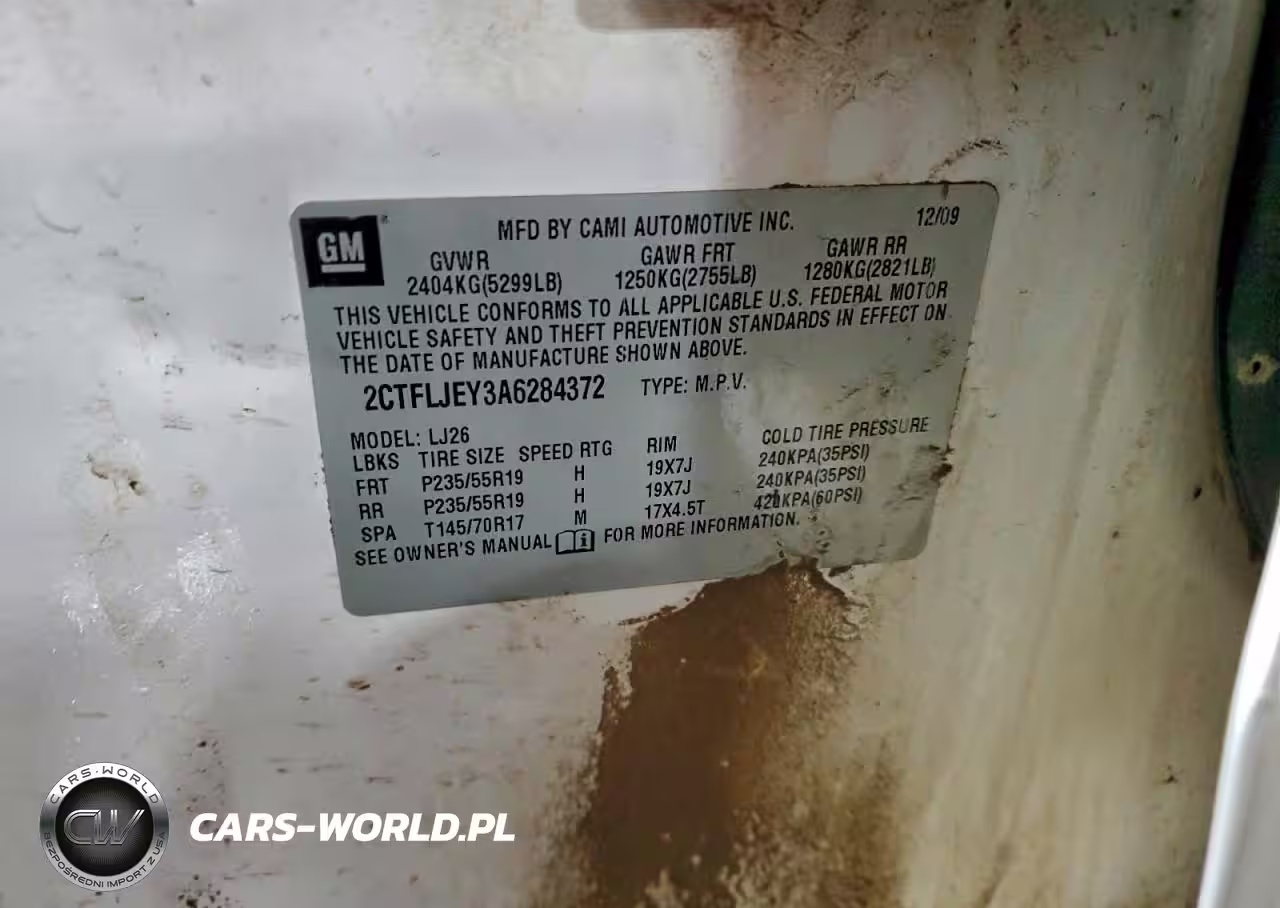 GM
MFD BY CAMI AUTOMOTIVE INC. 12/09
GVWR GAWR FRT GAWR RR
2404KG(5299LB) 1250KG(2755LB) 1280KG(2821LB)
THIS VEHICLE CONFORMS TO ALL APPLICABLE U.S. FEDERAL MOTOR
VEHICLE SAFETY AND THEFT PREVENTION STANDARDS IN EFFECT ON
THE DATE OF MANUFACTURE SHOWN ABOVE.
2CTFLJEY3A6284372 TYPE: M.P.V.
MODEL: LJ26
LBKS TIRE SIZE SPEED RTG RIM COLD TIRE PRESSURE
FRT P235/55R19 H 19X7J 240KPA(35PSI)
RR P235/55R19 H 19X7J 240KPA(35PSI)
SPA T145/70R17 M 17X4.5T 420KPA(60PSI)
SEE OWNER'S MANUAL FOR MORE INFORMATION.
CARS-WORLD
CW
BEZPOŚREDNI IMPORT Z USA
CARS-WORLD.PL